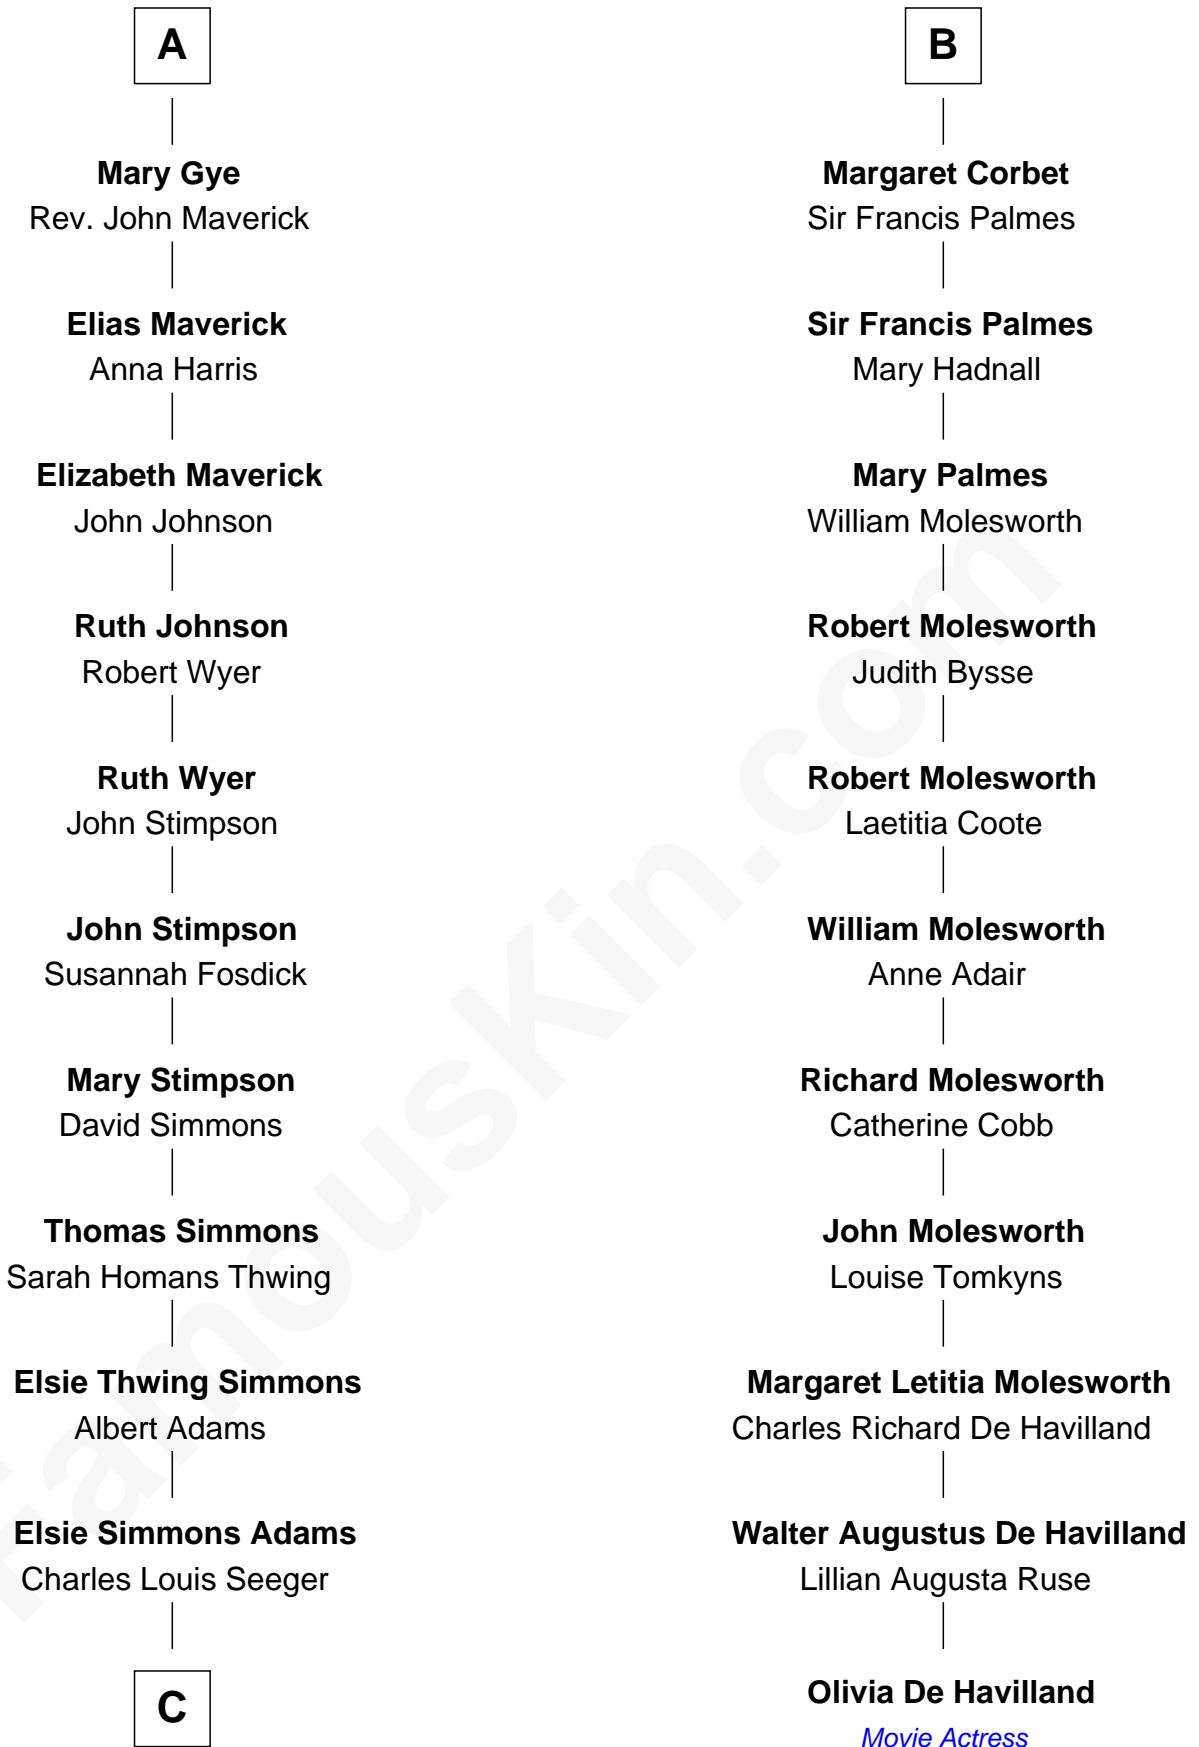 A
Mary Gye
Rev. John Maverick
Elias Maverick
Anna Harris
Elizabeth Maverick
John Johnson
Ruth Johnson
Robert Wyer
Ruth Wyer
John Stimpson
John Stimpson
Susannah Fosdick
Mary Stimpson
David Simmons
Thomas Simmons
Sarah Homans Thwing
Elsie Thwing Simmons
Albert Adams
Elsie Simmons Adams
Charles Louis Seeger
C
B
Margaret Corbet
Sir Francis Palmes
Sir Francis Palmes
Mary Hadnall
Mary Palmes
William Molesworth
Robert Molesworth
Judith Bysse
Robert Molesworth
Laetitia Coote
William Molesworth
Anne Adair
Richard Molesworth
Catherine Cobb
John Molesworth
Louise Tomkyns
Margaret Letitia Molesworth
Charles Richard De Havilland
Walter Augustus De Havilland
Lillian Augusta Ruse
Olivia De Havilland
Movie Actress
FamousKin.com